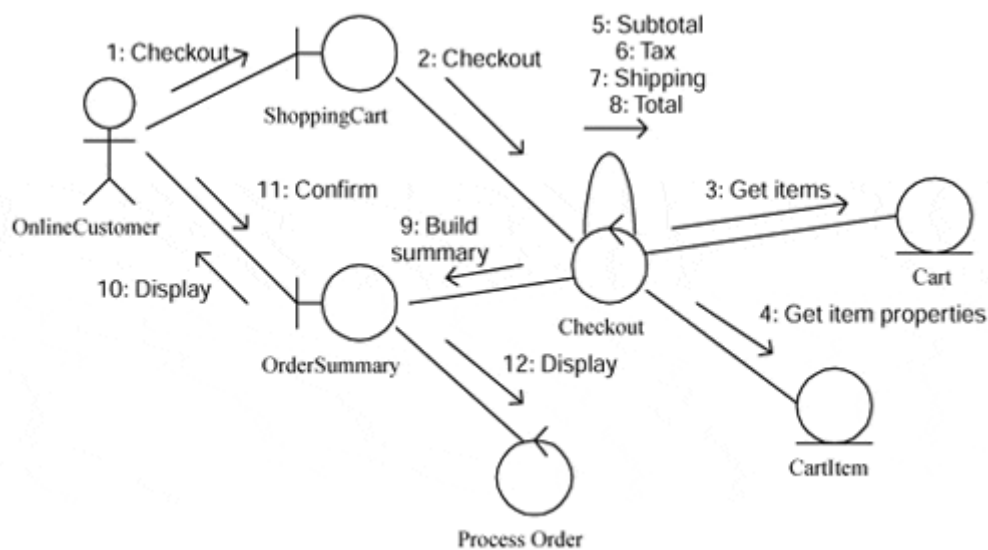 1: Checkout
2: Checkout
5: Subtotal
6: Tax
7: Shipping
8: Total
ShoppingCart
11: Confirm
3: Get items
OnlineCustomer
9: Build
summary
10: Display
Cart
Checkout
4: Get item properties
OrderSummary
12: Display
CartItem
Process Order